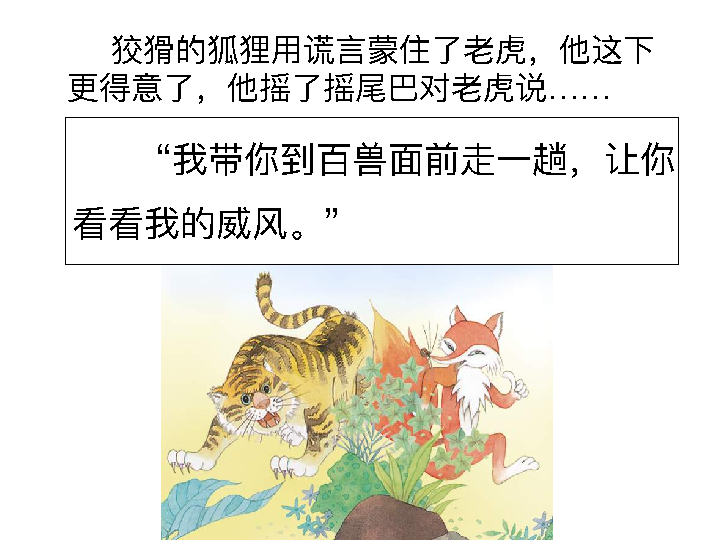 狡猾的狐狸用谎言蒙住了老虎，他这下
更得意了，他摇了摇尾巴对老虎说……
“我带你到百兽面前走一趟，让你
看看我的威风。”